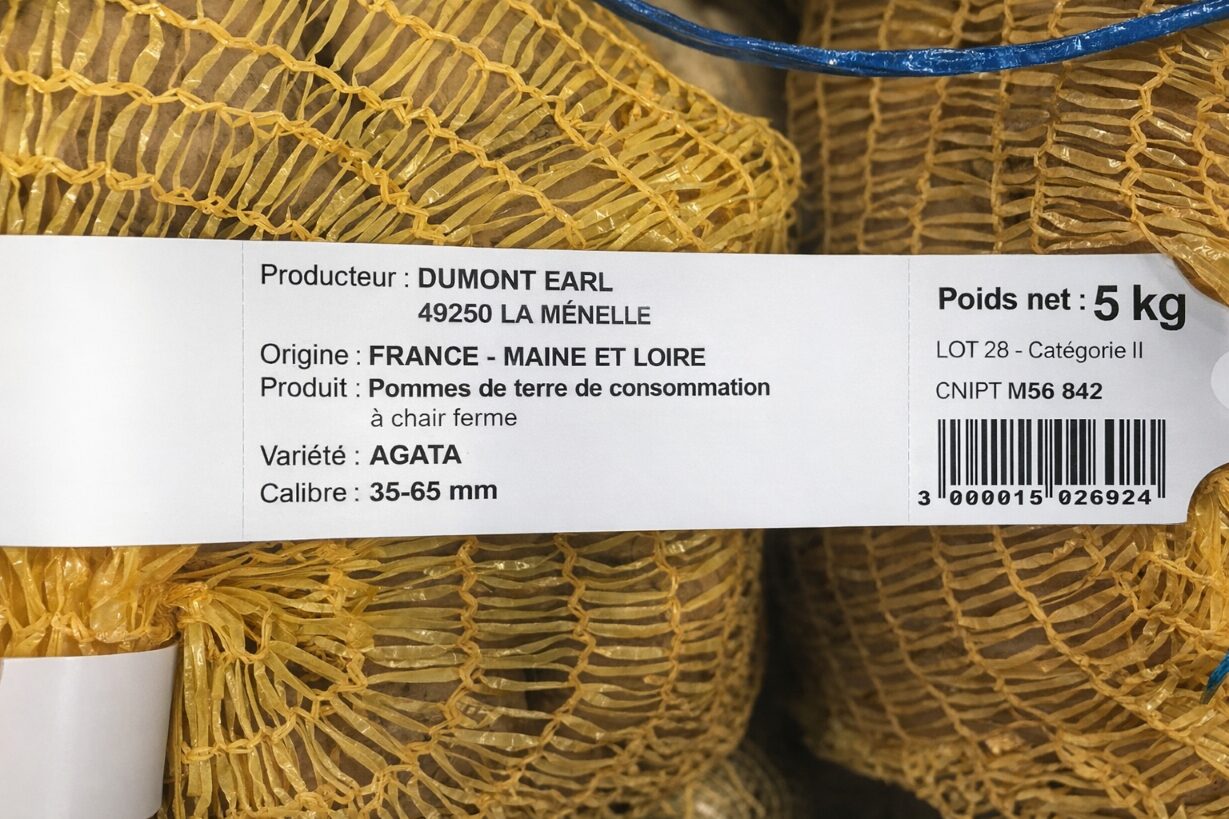 Producteur : DUMONT EARL
49250 LA MÉNELLE
Origine : FRANCE - MAINE ET LOIRE
Produit : Pommes de terre de consommation
à chair ferme
Variété : AGATA
Calibre : 35-65 mm
Poids net : 5 kg
LOT 28 - Catégorie II
CNIPT M56 842
3 000015 026924